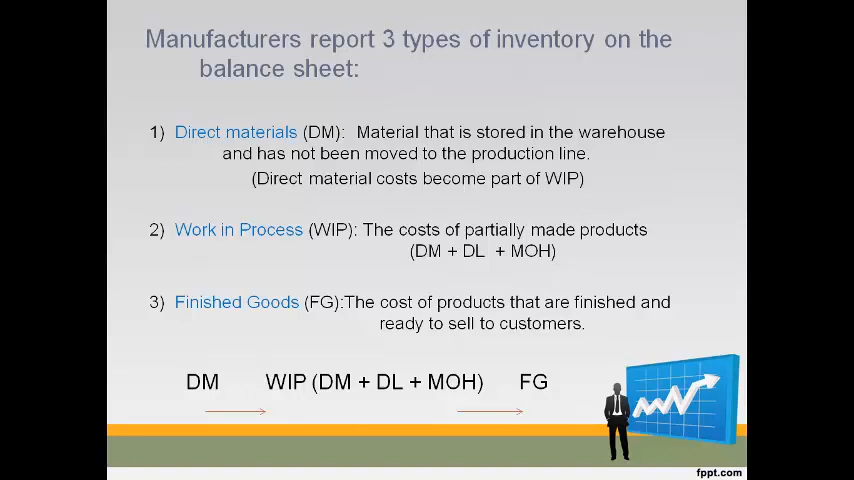 Manufacturers report 3 types of inventory on the
balance sheet:
1) Direct materials (DM): Material that is stored in the warehouse
and has not been moved to the production line.
(Direct material costs become part of WIP)
2) Work in Process (WIP): The costs of partially made products
(DM + DL + MOH)
3) Finished Goods (FG):The cost of products that are finished and
ready to sell to customers.
DM WIP (DM + DL + MOH) FG
fppt.com